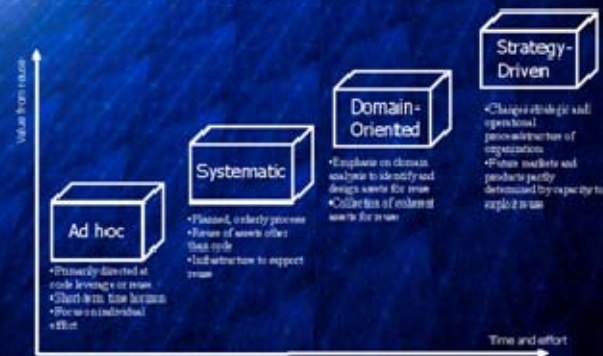 Value from reuse
Strategy-
Driven
•Changes strategic and
operational
process/structure of
organization
•Future markets and
products partly
determined by capacity to
exploit reuse
Domain-
Oriented
•Emphasis on domain
analysis to identify and
design assets for reuse
•Collection of coherent
assets for reuse
Systematic
•Planned, orderly process
•Reuse of assets other
than code
•Infrastructure to support
reuse
Ad hoc
•Primarily directed at
code leverage or reuse
•Short-term time horizon
•Focus on individual
effort
Time and effort